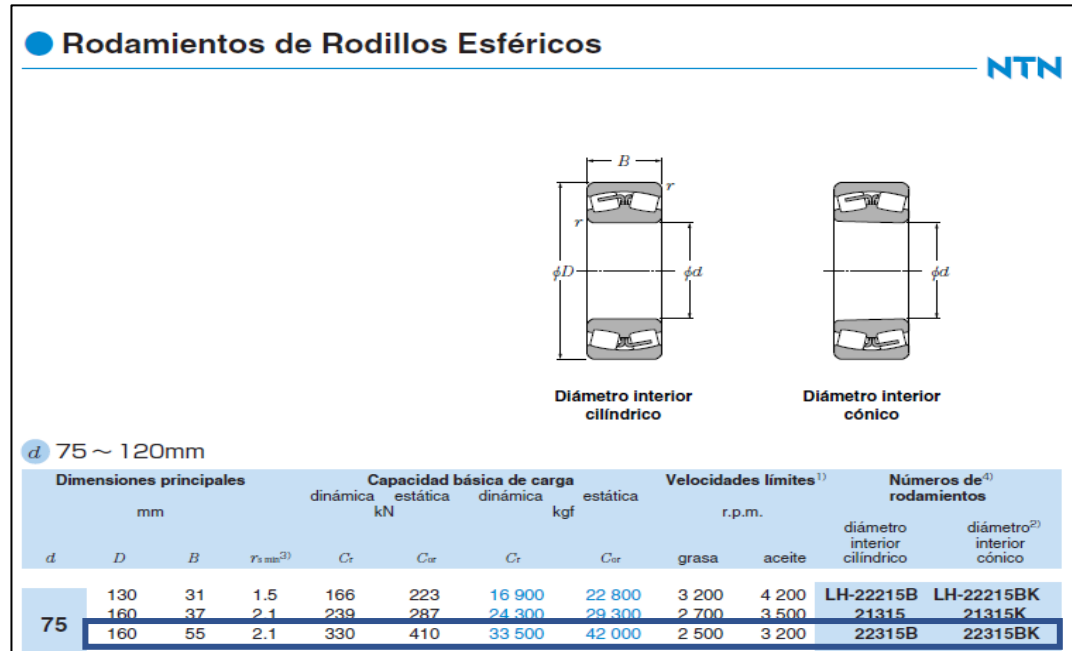 Rodamientos de Rodillos Esféricos
NTN
B
r
r
φD
φd
φd
Diámetro interior
cilíndrico
Diámetro interior
cónico
d 75～120mm
Dimensiones principales Capacidad básica de carga Velocidades límites1) Números de4)
dinámica estática dinámica estática rodamientos
mm kN kgf r.p.m.
diámetro diámetro2)
interior interior
d D B rs min3) Cr Cor Cr Cor grasa aceite cilíndrico cónico
130 31 1.5 166 223 16 900 22 800 3 200 4 200 LH-22215B LH-22215BK
75 160 37 2.1 239 287 24 300 29 300 2 700 3 500 21315 21315K
160 55 2.1 330 410 33 500 42 000 2 500 3 200 22315B 22315BK